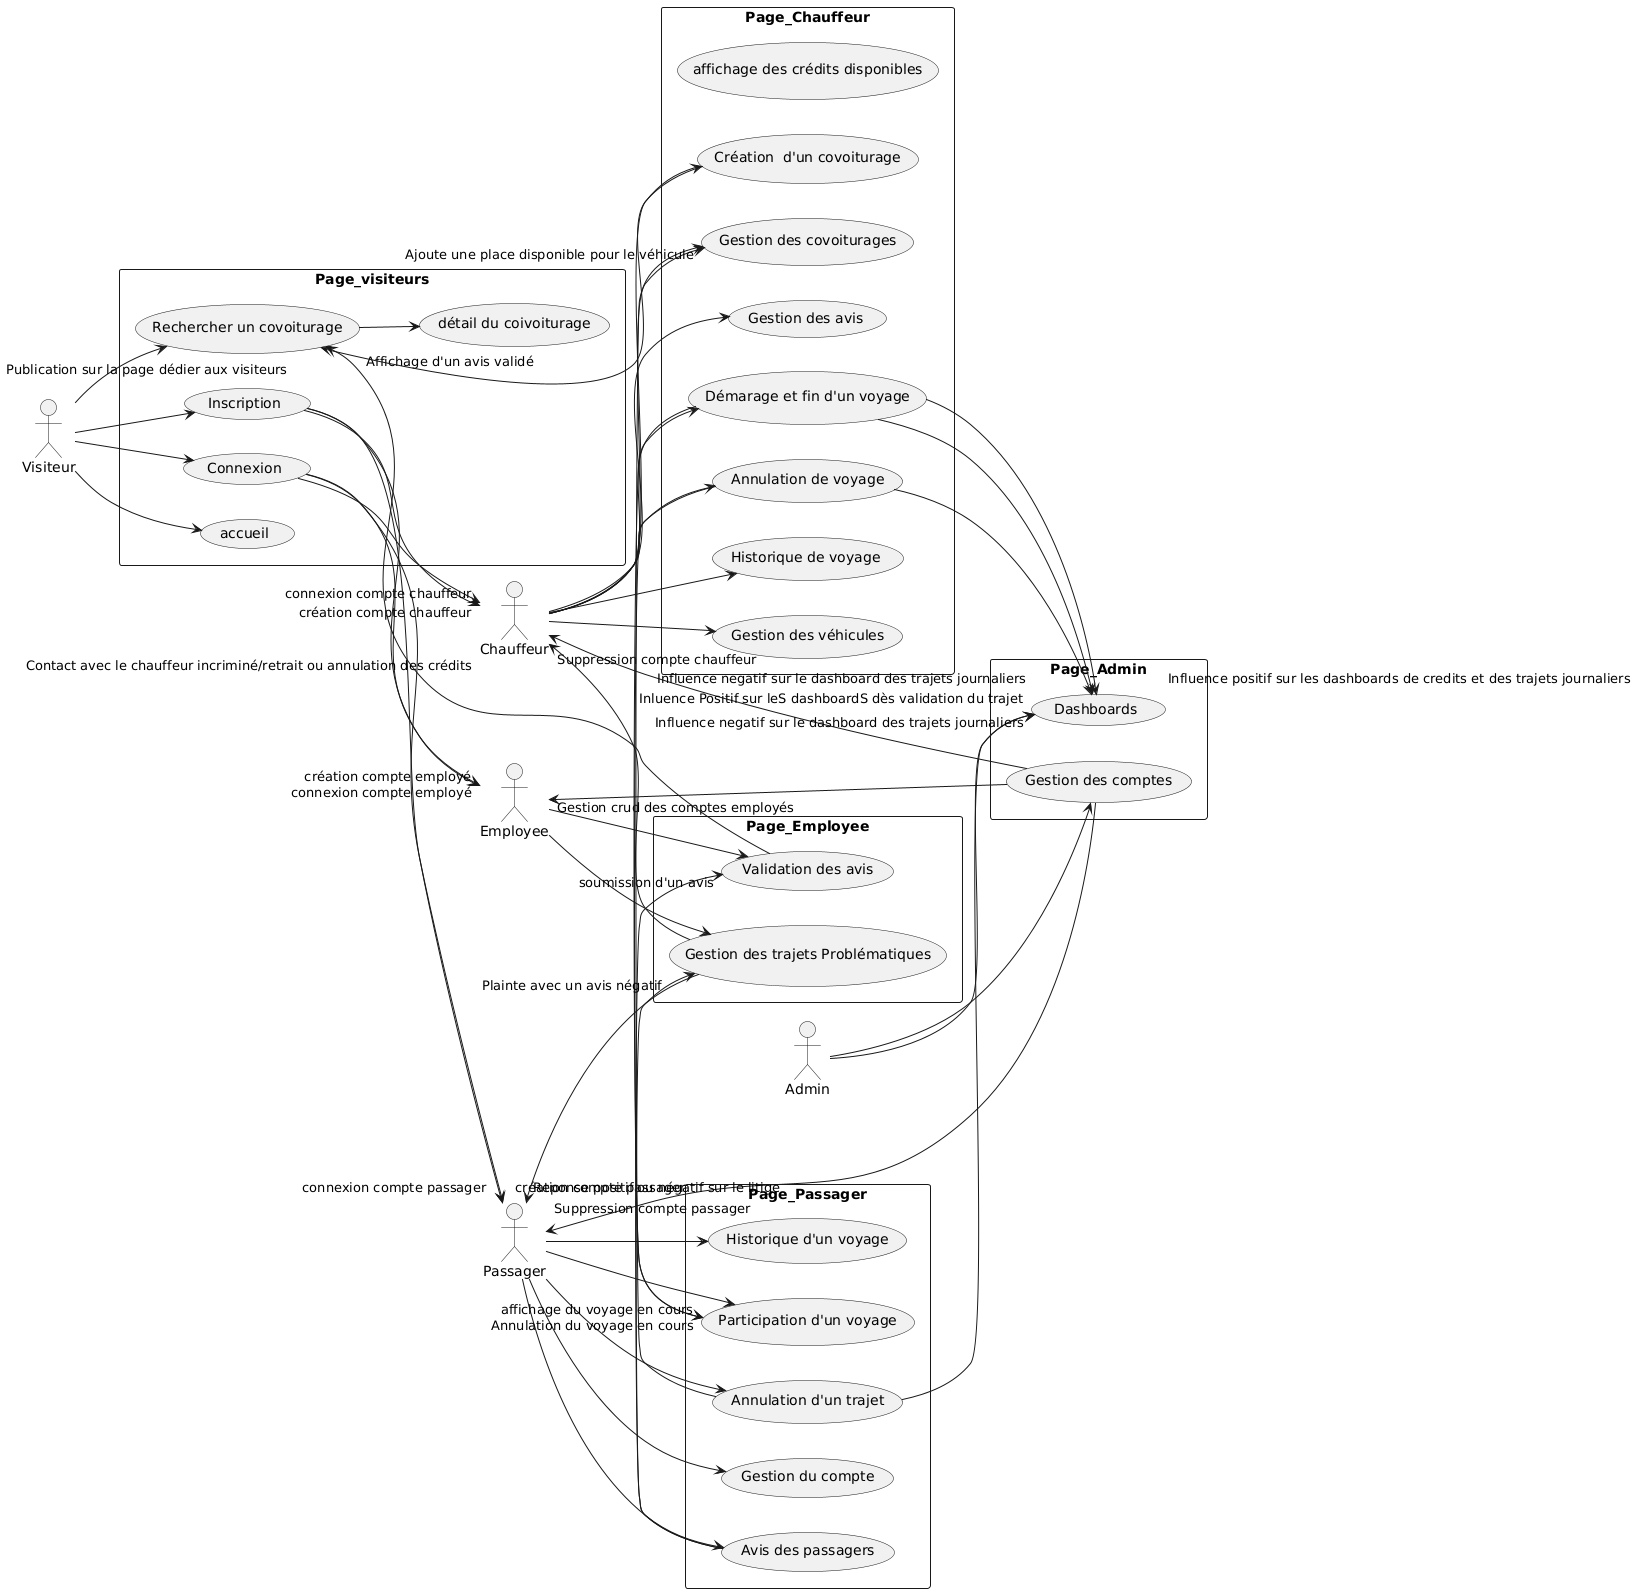 Page_Chauffeur
affichage des crédits disponibles
Création  d'un covoiturage
Gestion des covoiturages
Ajoute une place disponible pour le véhicule
Page_visiteurs
Gestion des avis
détail du coivoiturage
Rechercher un covoiturage
Affichage d'un avis validé
Publication sur la page dédier aux visiteurs
Démarage et fin d'un voyage
Inscription
Visiteur
Connexion
Annulation de voyage
accueil
Historique de voyage
connexion compte chauffeur
création compte chauffeur
Gestion des véhicules
Chauffeur
Suppression compte chauffeur
Contact avec le chauffeur incriminé/retrait ou annulation des crédits
Page_Admin
Influence negatif sur le dashboard des trajets journaliers
Influence positif sur les dashboards de credits et des trajets journaliers
Inluence Positif sur leS dashboardS dès validation du trajet
Dashboards
Influence negatif sur le dashboard des trajets journaliers
création compte employé
connexion compte employé
Gestion des comptes
Gestion crud des comptes employés
Employee
Page_Employee
Validation des avis
soumission d'un avis
Gestion des trajets Problématiques
Plainte avec un avis négatif
Admin
connexion compte passager
création compte passager
Reponse positif ou négatif sur le litige
Page_Passager
Suppression compte passager
Historique d'un voyage
Passager
affichage du voyage en cours
Annulation du voyage en cours
Participation d'un voyage
Annulation d'un trajet
Gestion du compte
Avis des passagers